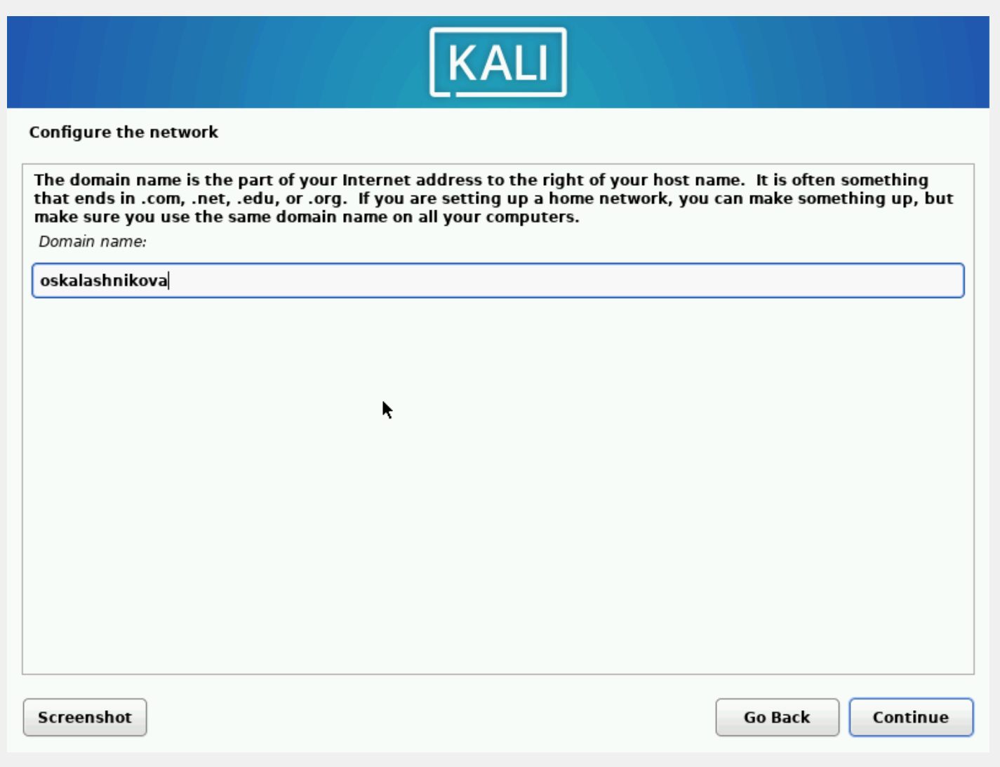 KALI
Configure the network
The domain name is the part of your Internet address to the right of your host name.  It is often something
that ends in .com, .net, .edu, or .org.  If you are setting up a home network, you can make something up, but
make sure you use the same domain name on all your computers.
Domain name:
oskalashnikova
Screenshot
Go Back
Continue